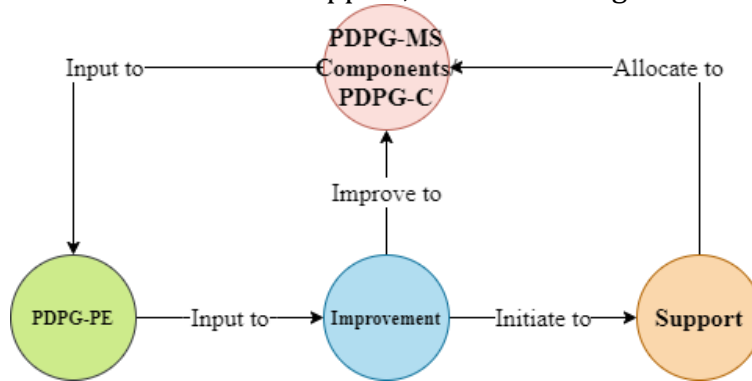 PDPG-MS
Input to
Components/
Allocate to
PDPG-C
Improve to
PDPG-PE
Input to
Improvement
Initiate to
Support